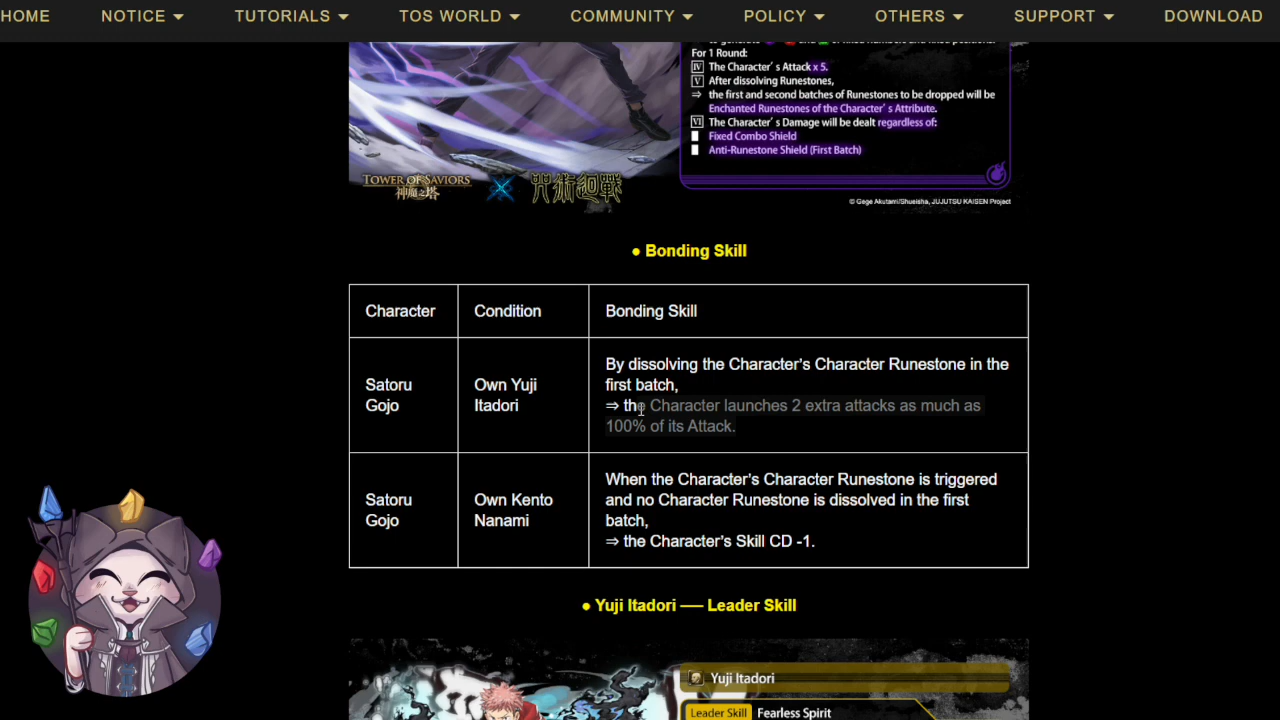 HOME NOTICE TUTORIALS TOS WORLD COMMUNITY POLICY OTHERS SUPPORT DOWNLOAD
For 1 Round:
IV The Character's Attack x 5.
V After dissolving Runestones,
⇒ the first and second batches of Runestones to be dropped will be
Enchanted Runestones of the Character's Attribute.
VI The Character's Damage will be dealt regardless of:
Fixed Combo Shield
Anti-Runestone Shield (First Batch)
TOWER OF SAVIORS
神魔之塔
咒術迴戰
© Gege Akutami/Shueisha, JUJUTSU KAISEN Project
● Bonding Skill
Character Condition Bonding Skill
Satoru
Gojo
Own Yuji
Itadori
By dissolving the Character's Character Runestone in the
first batch,
⇒ the Character launches 2 extra attacks as much as
100% of its Attack.
Satoru
Gojo
Own Kento
Nanami
When the Character's Character Runestone is triggered
and no Character Runestone is dissolved in the first
batch,
⇒ the Character's Skill CD -1.
● Yuji Itadori —— Leader Skill
Yuji Itadori
Leader Skill Fearless Spirit